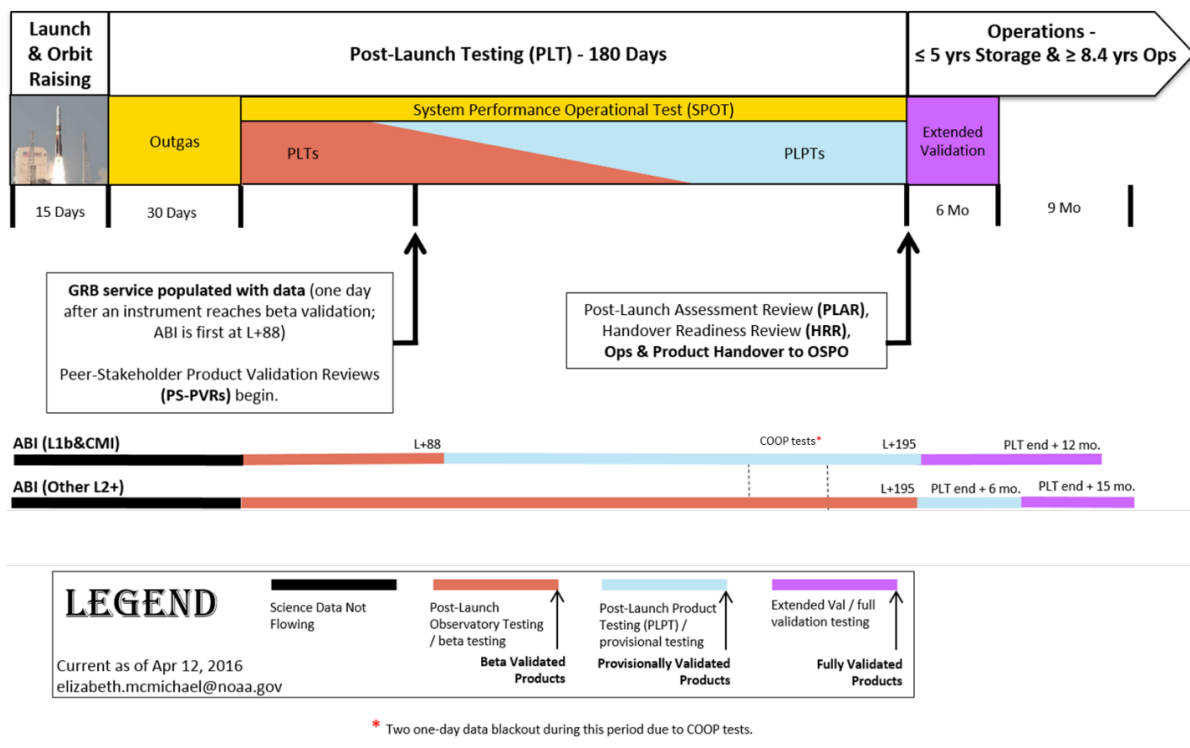 Launch
& Orbit
Raising
Post-Launch Testing (PLT) - 180 Days
Operations -
≤ 5 yrs Storage & ≥ 8.4 yrs Ops
System Performance Operational Test (SPOT)
Outgas
PLTs
PLPTs
Extended
Validation
15 Days
30 Days
6 Mo
9 Mo
GRB service populated with data (one day
after an instrument reaches beta validation;
ABI is first at L+88)
Peer-Stakeholder Product Validation Reviews
(PS-PVRs) begin.
Post-Launch Assessment Review (PLAR),
Handover Readiness Review (HRR),
Ops & Product Handover to OSPO
ABI (L1b&CMI)
L+88
COOP tests*
L+195
PLT end + 12 mo.
ABI (Other L2+)
L+195
PLT end + 6 mo.
PLT end + 15 mo.
LEGEND
Current as of Apr 12, 2016
elizabeth.mcmichael@noaa.gov
Science Data Not
Flowing
Post-Launch
Observatory Testing
/ beta testing
Beta Validated
Products
Post-Launch Product
Testing (PLPT) /
provisional testing
Provisionally Validated
Products
Extended Val / full
validation testing
Fully Validated
Products
* Two one-day data blackout during this period due to COOP tests.